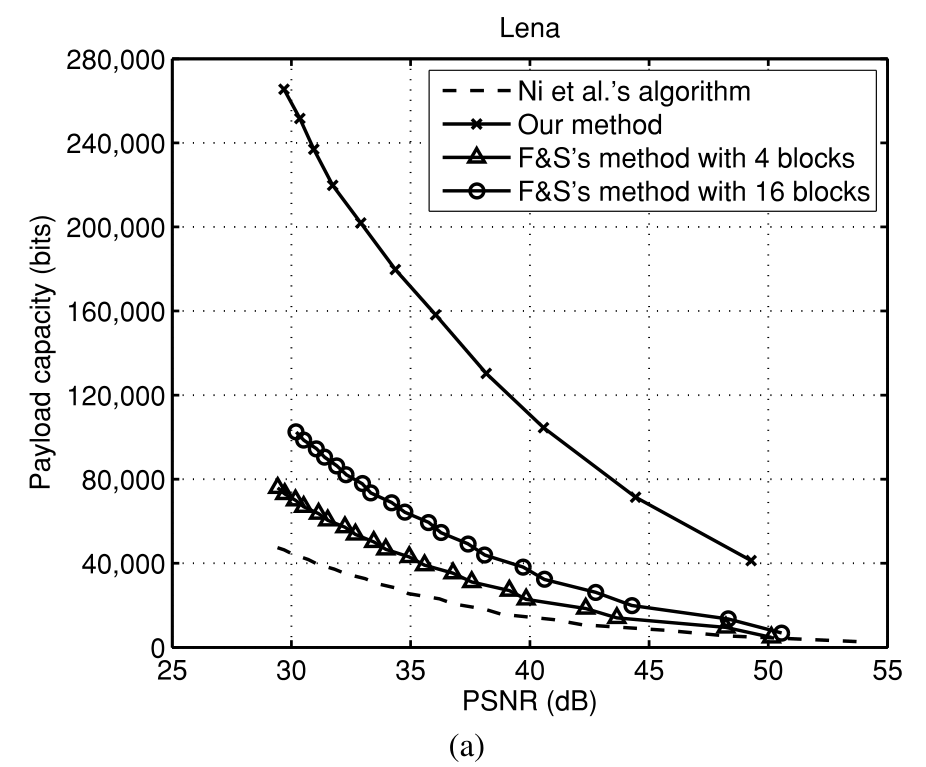 Lena
280,000
240,000
200,000
160,000
120,000
80,000
40,000
0
Payload capacity (bits)
Ni et al.'s algorithm
Our method
F&S's method with 4 blocks
F&S's method with 16 blocks
25 30 35 40 45 50 55
PSNR (dB)
(a)